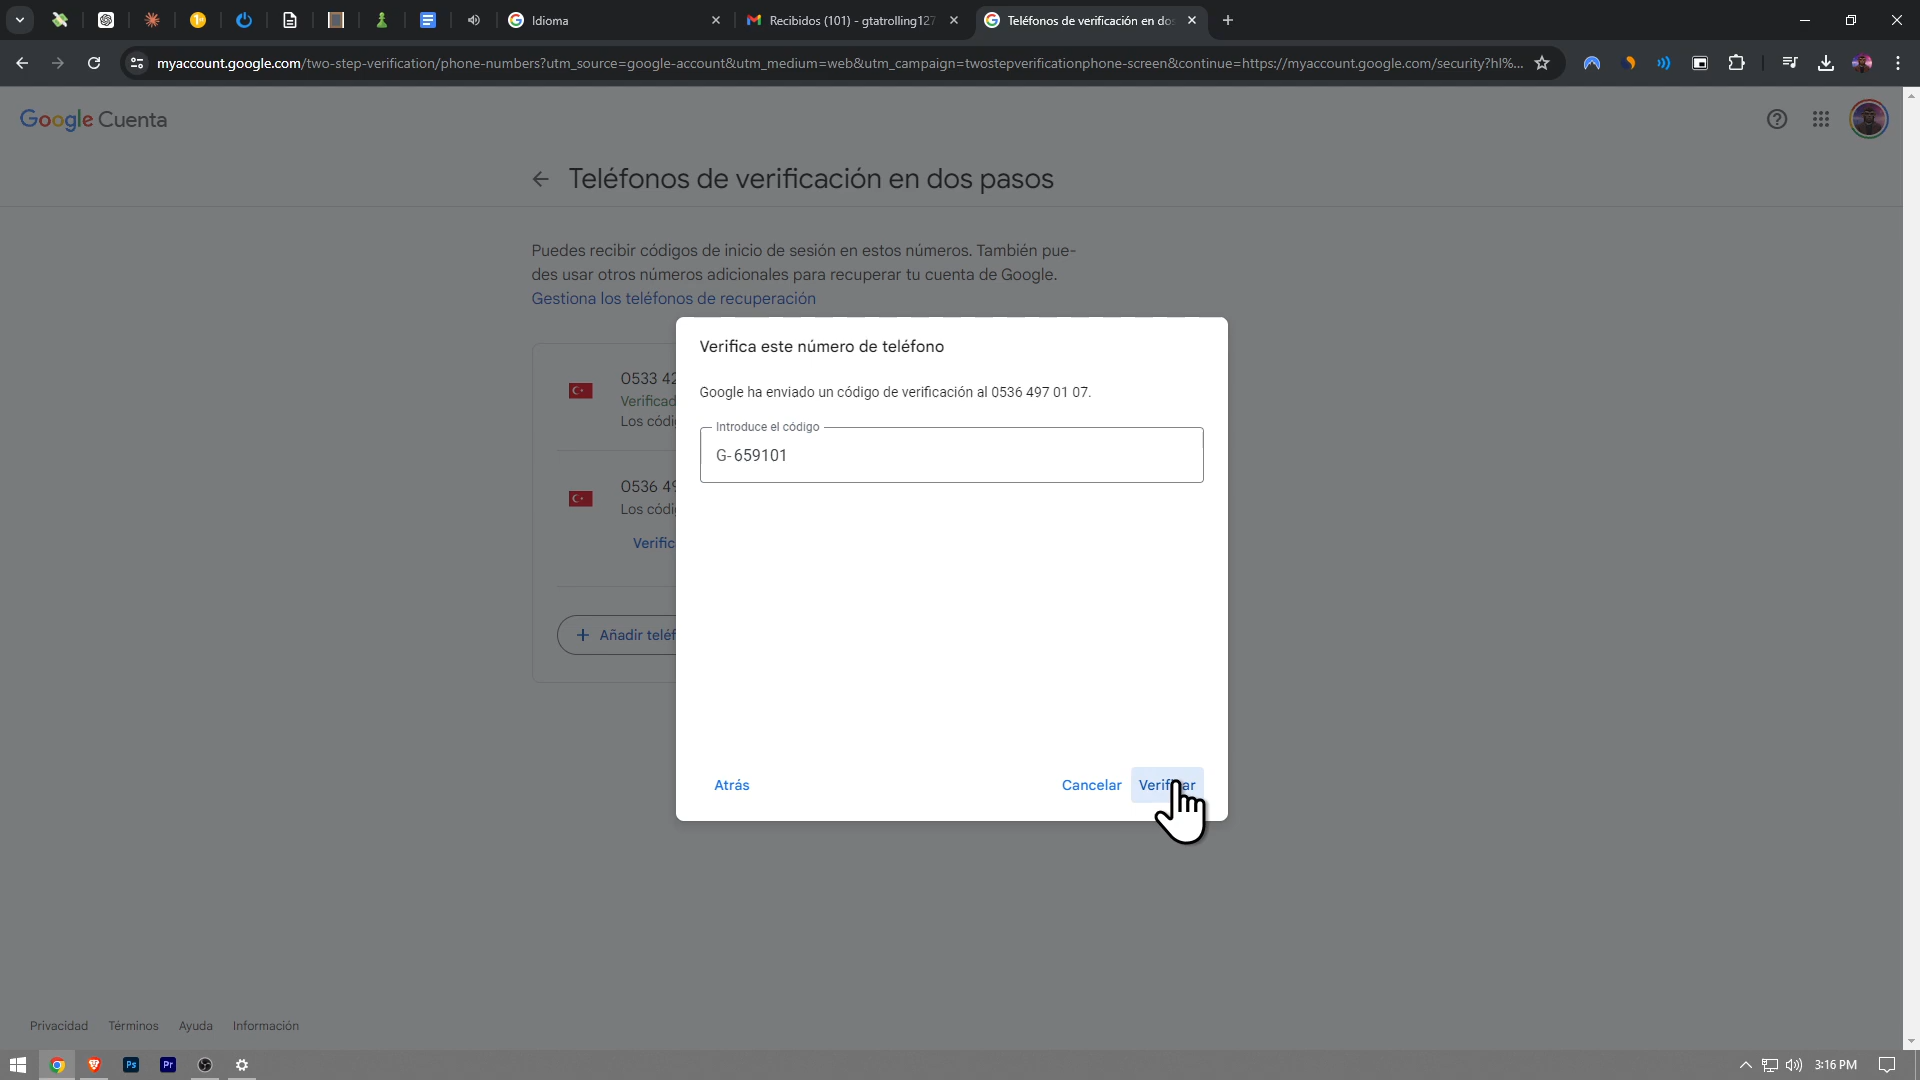 Idioma
Recibidos (101) - gtatrolling127
Teléfonos de verificación en dos
myaccount.google.com/two-step-verification/phone-numbers?utm_source=google-account&utm_medium=web&utm_campaign=twostepverificationphone-screen&continue=https://myaccount.google.com/security?hl%...
Google Cuenta
Teléfonos de verificación en dos pasos
Puedes recibir códigos de inicio de sesión en estos números. También pue-
des usar otros números adicionales para recuperar tu cuenta de Google.
Gestiona los teléfonos de recuperación
Verifica este número de teléfono
0533 42
Google ha enviado un código de verificación al 0536 497 01 07.
Verificad
Los códi
Introduce el código
G-659101
0536 49
Los códi
Verific
Añadir teléf
Atrás
Cancelar
Verificar
Privacidad
Términos
Ayuda
Información
Ps
Pr
3:16 PM